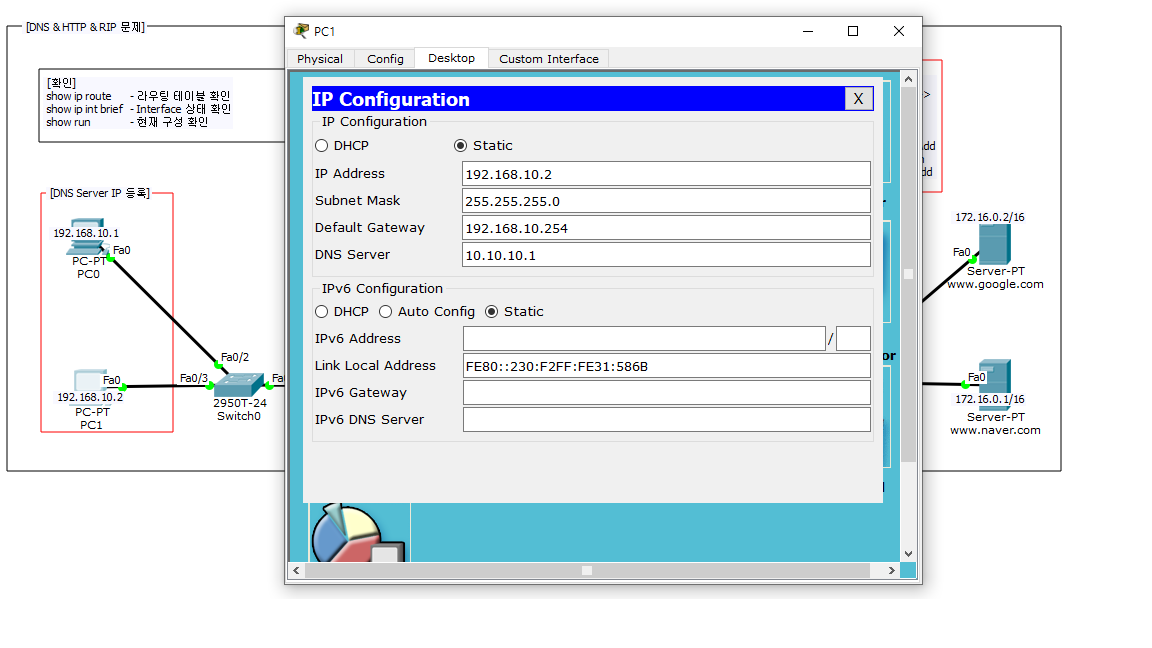 [DNS & HTTP & RIP 문제]
[확인]
show ip route - 라우팅 테이블 확인
show ip int brief - Interface 상태 확인
show run - 현재 구성 확인
[DNS Server IP 등록]
192.168.10.1
Fa0
PC-PT
PC0
Fa0/2
Fa0
Fa0/3
192.168.10.2
PC-PT
PC1
2950T-24
Switch0
PC1
Physical
Config
Desktop
Custom Interface
IP Configuration
X
IP Configuration
DHCP
Static
IP Address
192.168.10.2
Subnet Mask
255.255.255.0
Default Gateway
192.168.10.254
DNS Server
10.10.10.1
IPv6 Configuration
DHCP
Auto Config
Static
IPv6 Address
/
Link Local Address
FE80::230:F2FF:FE31:586B
IPv6 Gateway
IPv6 DNS Server
>
172.16.0.2/16
Fa0
Server-PT
www.google.com
Fa0
172.16.0.1/16
Server-PT
www.naver.com